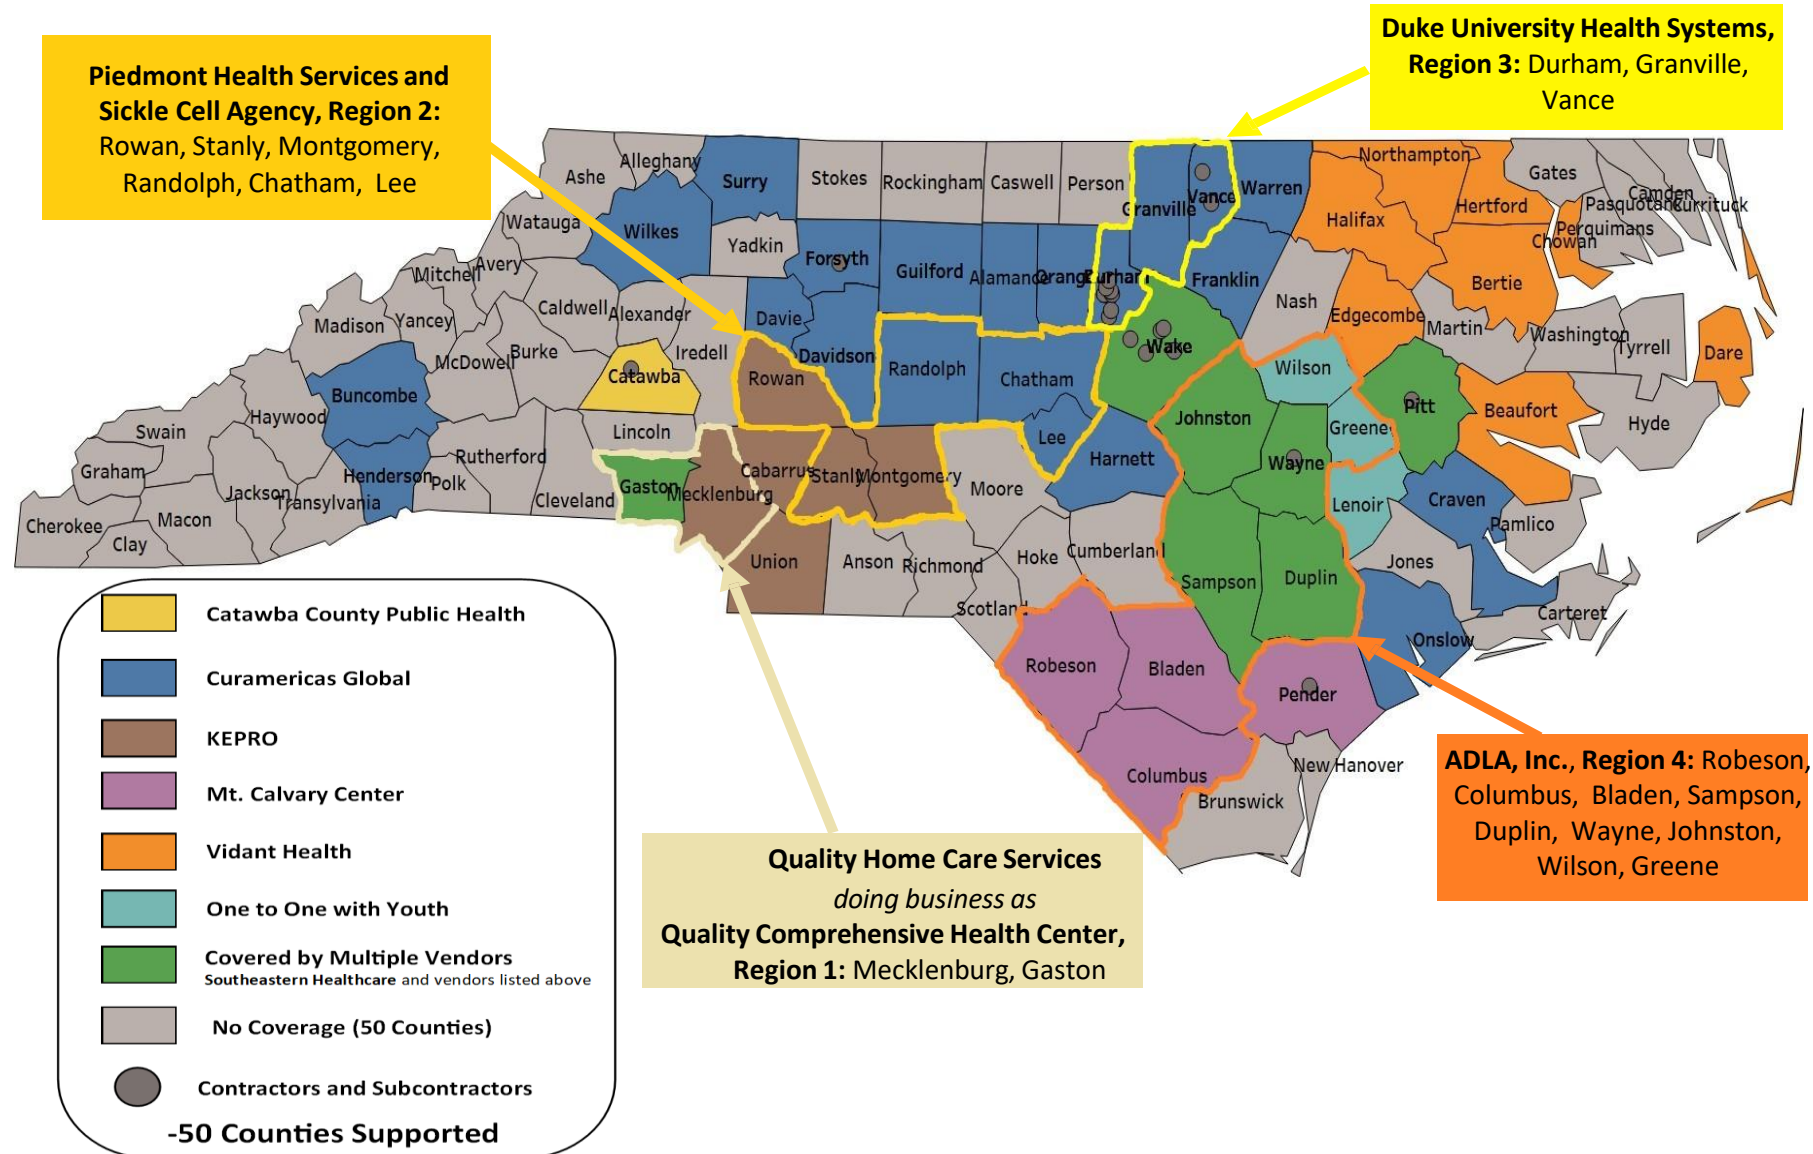 Duke University Health Systems,
Region 3: Durham, Granville,
Vance
Piedmont Health Services and
Sickle Cell Agency, Region 2:
Rowan, Stanly, Montgomery,
Randolph, Chatham, Lee
Ashe
Alleghany
Surry
Stokes
Rockingham
Caswell
Person
Granville
Vance
Warren
Northampton
Gates
Camden
Pasquotank
Currituck
Perquimans
Chowan
Hertford
Halifax
Bertie
Watauga
Wilkes
Yadkin
Forsyth
Guilford
Alamance
Orange
Durham
Franklin
Nash
Edgecombe
Martin
Washington
Tyrrell
Dare
Mitchell
Avery
Caldwell
Alexander
Iredell
Davie
Davidson
Randolph
Chatham
Wake
Wilson
Johnston
Greene
Pitt
Beaufort
Hyde
Madison
Yancey
McDowell
Burke
Catawba
Rowan
Buncombe
Haywood
Swain
Graham
Lincoln
Cabarrus
Stanly
Montgomery
Moore
Lee
Harnett
Wayne
Lenoir
Craven
Pamlico
Rutherford
Henderson
Polk
Cleveland
Gaston
Mecklenburg
Jackson
Transylvania
Cherokee
Macon
Clay
Union
Anson
Richmond
Hoke
Cumberland
Scotland
Sampson
Duplin
Jones
Carteret
Onslow
Robeson
Bladen
Pender
Columbus
New Hanover
Brunswick
Catawba County Public Health
Curamericas Global
KEPRO
Mt. Calvary Center
Vidant Health
One to One with Youth
Covered by Multiple Vendors
Southeastern Healthcare and vendors listed above
No Coverage (50 Counties)
Contractors and Subcontractors
-50 Counties Supported
Quality Home Care Services
doing business as
Quality Comprehensive Health Center,
Region 1: Mecklenburg, Gaston
ADLA, Inc., Region 4: Robeson,
Columbus, Bladen, Sampson,
Duplin, Wayne, Johnston,
Wilson, Greene